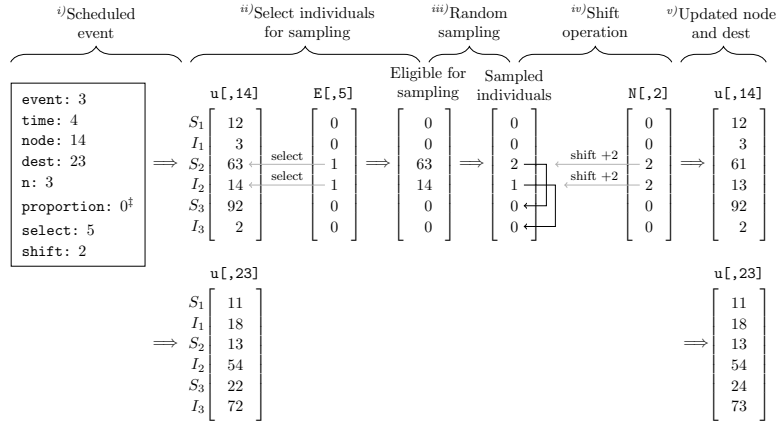 i)Scheduled event
ii)Select individuals for sampling
iii)Random sampling
iv)Shift operation
v)Updated node and dest
event: 3
time: 4
node: 14
dest: 23
n: 3
proportion: 0‡
select: 5
shift: 2
u[,14] E[,5] Eligible for sampling Sampled individuals N[,2] u[,14]
S1 12 0 0 0 0 12
I1 3 0 0 0 0 3
⟹ S2 63 select 1 ⟹ 63 ⟹ 2 shift +2 2 ⟹ 61
I2 14 select 1 14 1 shift +2 2 13
S3 92 0 0 0 0 92
I3 2 0 0 0 0 2
u[,23] u[,23]
S1 11 11
I1 18 18
⟹ S2 13 ⟹ 13
I2 54 54
S3 22 24
I3 72 73